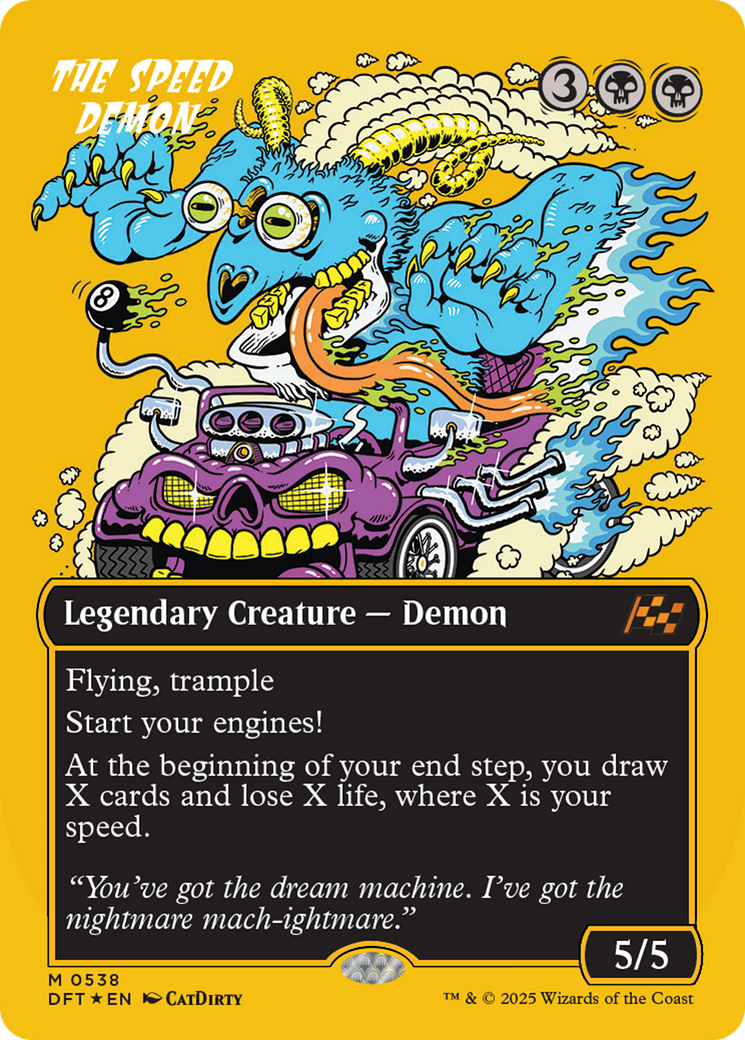 THE SPEED
DEMON
3
8
Legendary Creature — Demon
Flying, trample
Start your engines!
At the beginning of your end step, you draw
X cards and lose X life, where X is your
speed.
“You’ve got the dream machine. I’ve got the
nightmare mach-ightmare.”
5/5
M 0538
DFT★EN CATDIRTY
™ & © 2025 Wizards of the Coast